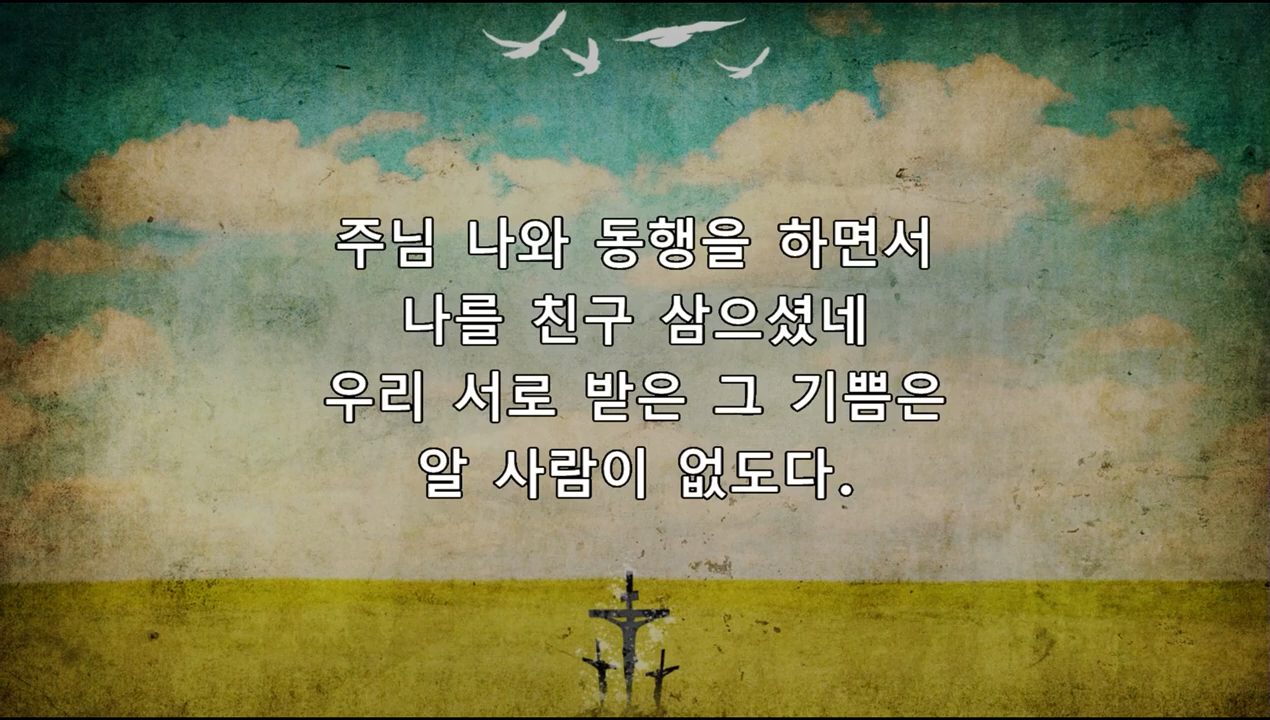 주님 나와 동행을 하면서
나를 친구 삼으셨네
우리 서로 받은 그 기쁨은
알 사람이 없도다.